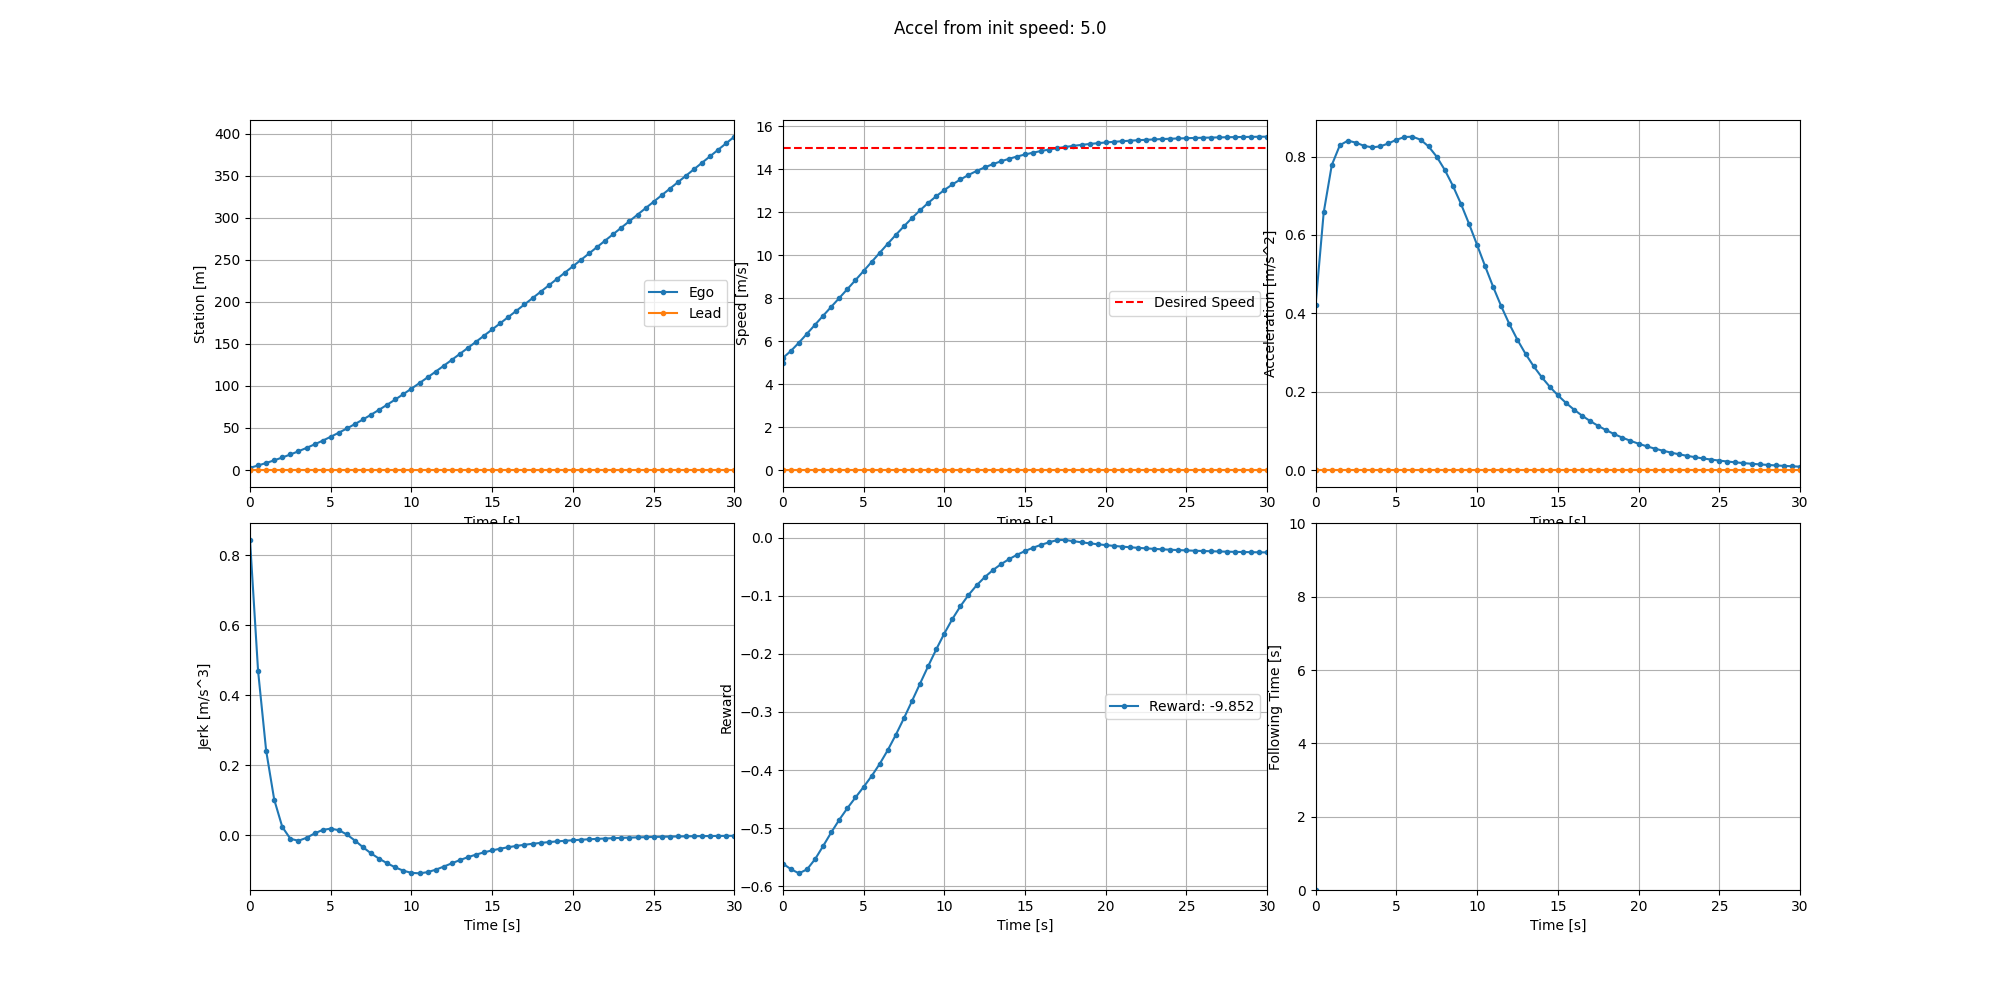 Accel from init speed: 5.0
400
350
300
250
200
150
100
50
0
Station [m]
Ego
Lead
0 5 10 15 20 25 30
Time [s]
16
14
12
10
8
6
4
2
0
Speed [m/s]
Desired Speed
0 5 10 15 20 25 30
Time [s]
0.8
0.6
0.4
0.2
0.0
Acceleration [m/s^2]
0 5 10 15 20 25 30
Time [s]
0.8
0.6
0.4
0.2
0.0
Jerk [m/s^3]
0 5 10 15 20 25 30
Time [s]
0.0
−0.1
−0.2
−0.3
−0.4
−0.5
−0.6
Reward
Reward: -9.852
0 5 10 15 20 25 30
Time [s]
10
8
6
4
2
0
Following Time [s]
0 5 10 15 20 25 30
Time [s]